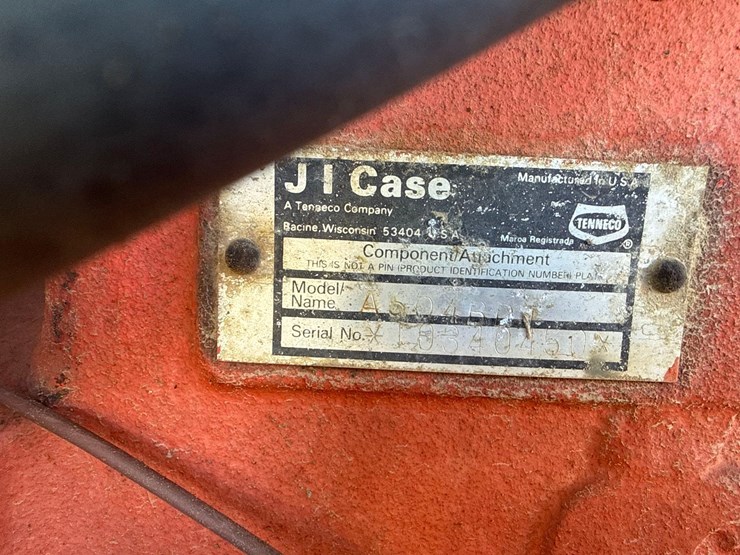 J I Case
Manufactured in U.S.A.
A Tenneco Company
Racine, Wisconsin 53404 U.S.A.
TENNECO
®
Marca Registrada
Component/Attachment
THIS IS NOT A PIN (PRODUCT IDENTIFICATION NUMBER) PLATE
Model/
Name
Serial No.